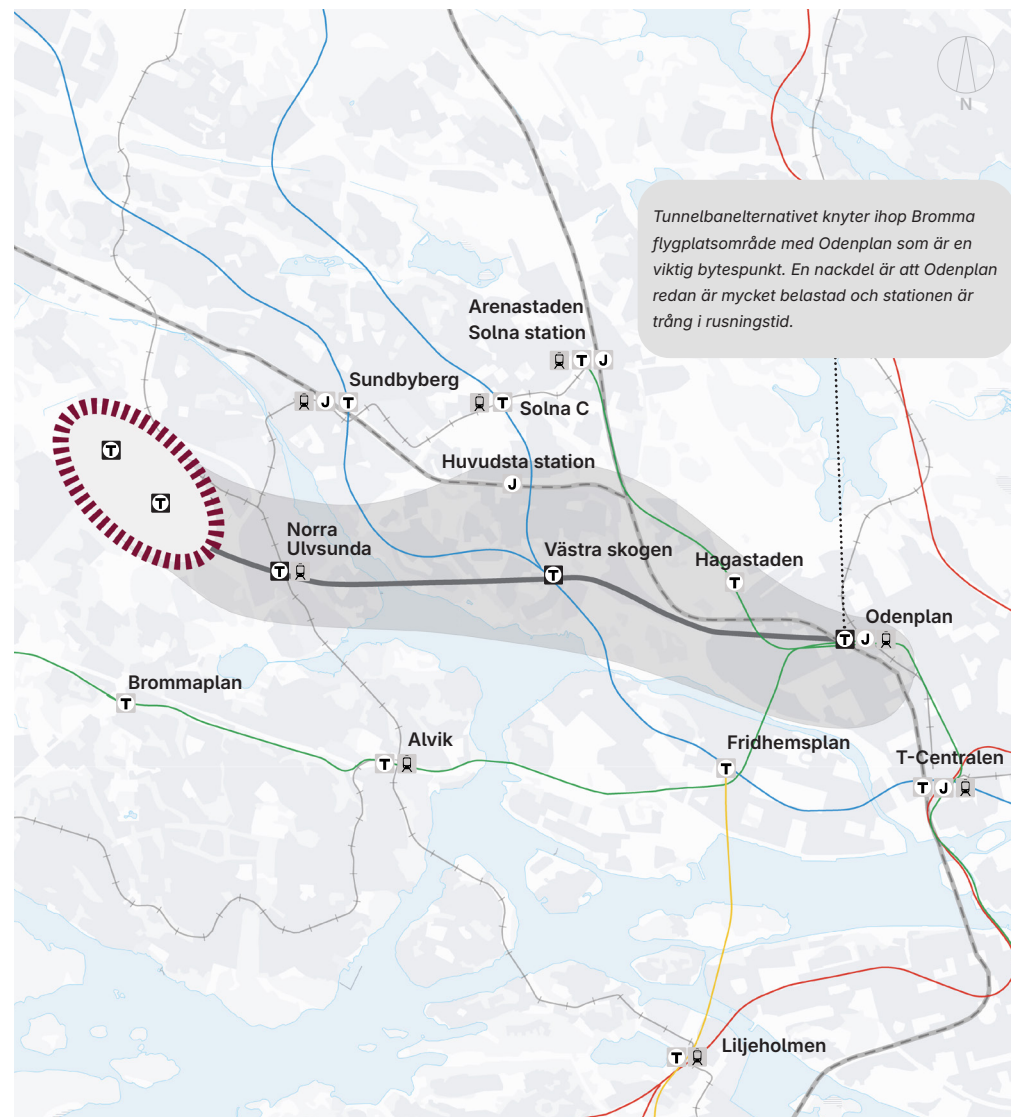 N
Tunnelbanelternativet knyter ihop Bromma
flygplatsområde med Odenplan som är en
viktig bytespunkt. En nackdel är att Odenplan
redan är mycket belastad och stationen är
trång i rusningstid.
Arenastaden
Solna station
T J
Sundbyberg
J T
T
Solna C
Huvudsta station
J
T
T
Norra
Ulvsunda
T
Västra skogen
T
Hagastaden
T
Odenplan
T J
Brommaplan
T
Alvik
T
Fridhemsplan
T
T-Centralen
T J
Liljeholmen
T